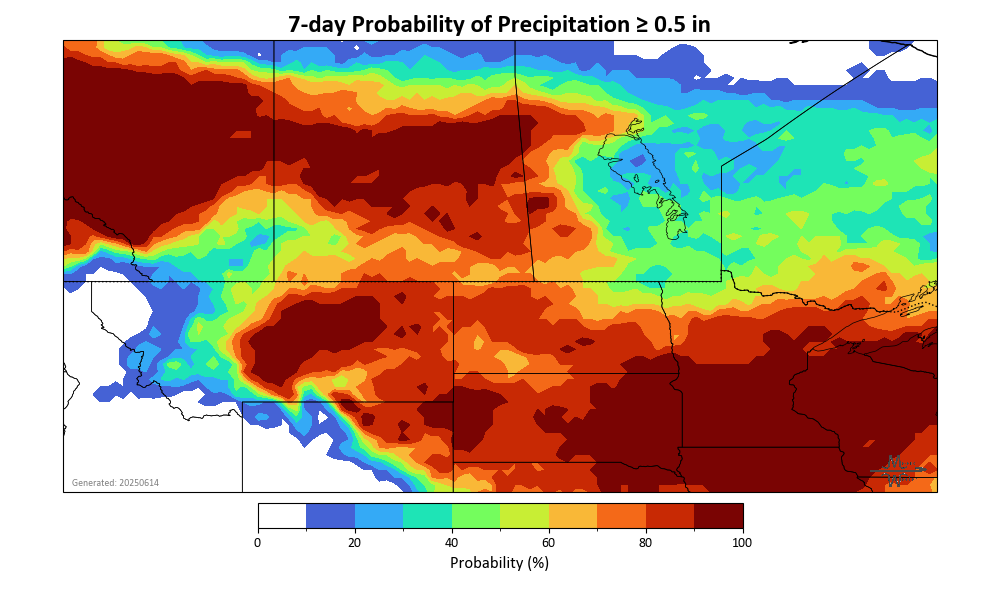 7-day Probability of Precipitation ≥ 0.5 in
Generated: 20250614
0 20 40 60 80 100
Probability (%)